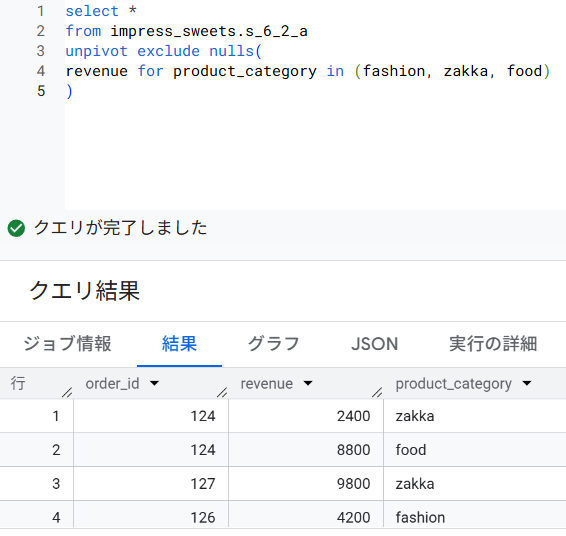 1 select *
2 from impress_sweets.s_6_2_a
3 unpivot exclude nulls(
4 revenue for product_category in (fashion, zakka, food)
5 )
クエリが完了しました
クエリ結果
ジョブ情報 結果 グラフ JSON 実行の詳細
行 order_id revenue product_category
1 124 2400 zakka
2 124 8800 food
3 127 9800 zakka
4 126 4200 fashion